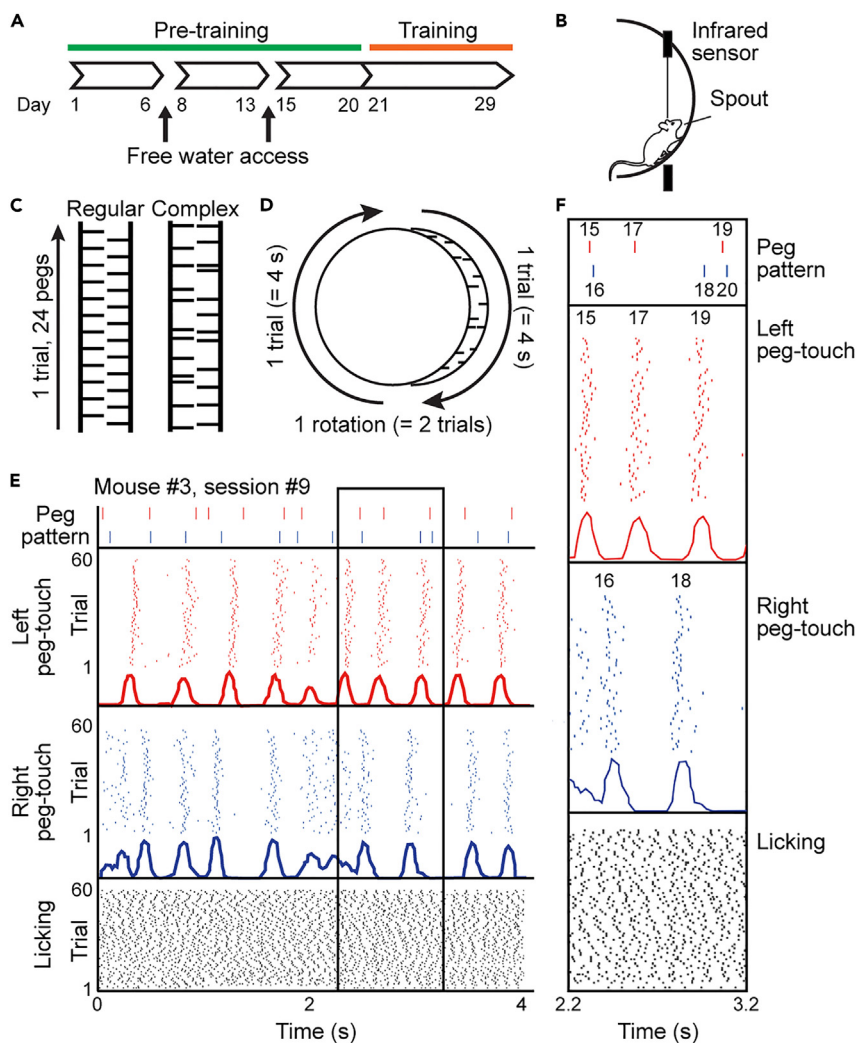 A
Pre-training Training
Day 1 6 8 13 15 20 21 29
Free water access
B
Infrared
sensor
Spout
C
Regular Complex
1 trial, 24 pegs
D
1 trial (= 4 s)
1 trial (= 4 s)
1 rotation (= 2 trials)
E
Mouse #3, session #9
Peg
pattern
Left
peg-touch
Trial
60
1
Right
peg-touch
Trial
60
1
Licking
Trial
60
1
0 2 4
Time (s)
F
15 17 19
Peg
pattern
16 18 20
15 17 19
Left
peg-touch
16 18
Right
peg-touch
Licking
2.2 3.2
Time (s)